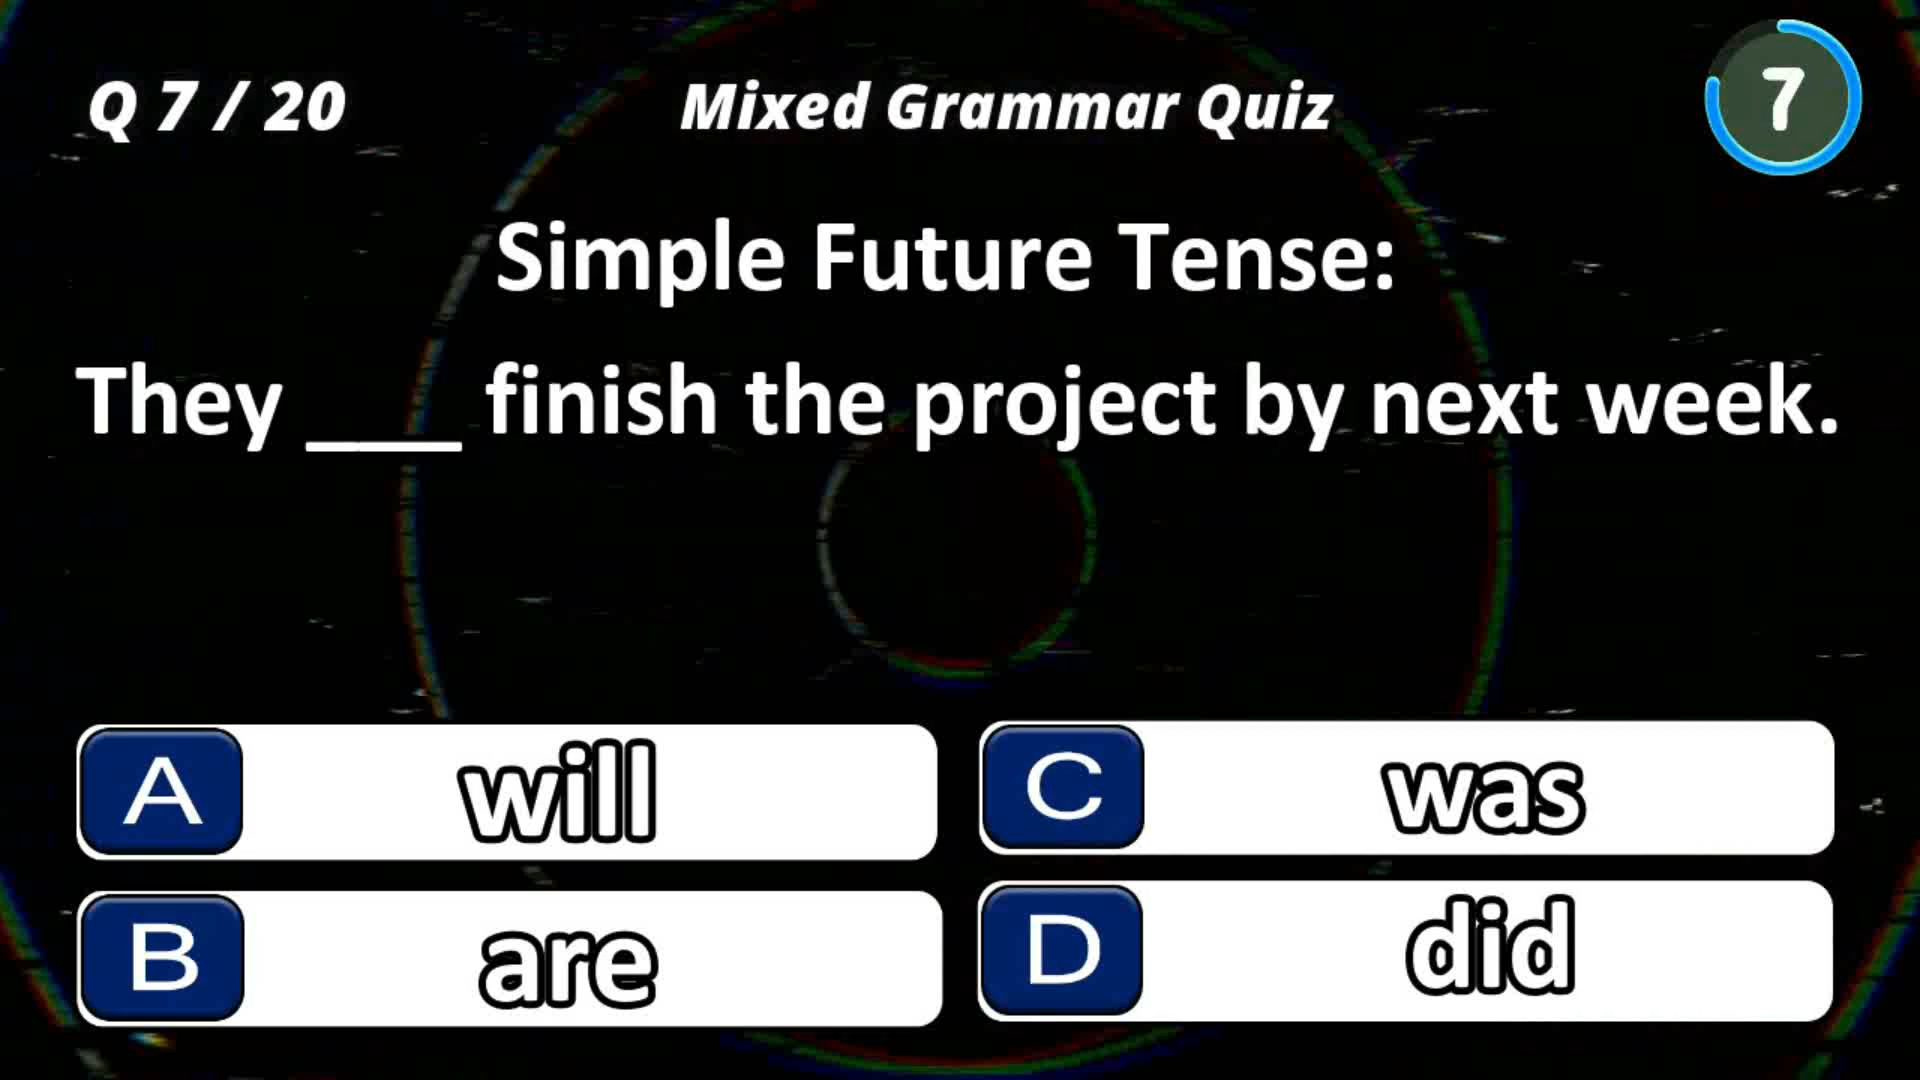 Q 7 / 20
Mixed Grammar Quiz
7
Simple Future Tense:
They ___ finish the project by next week.
A will
C was
B are
D did